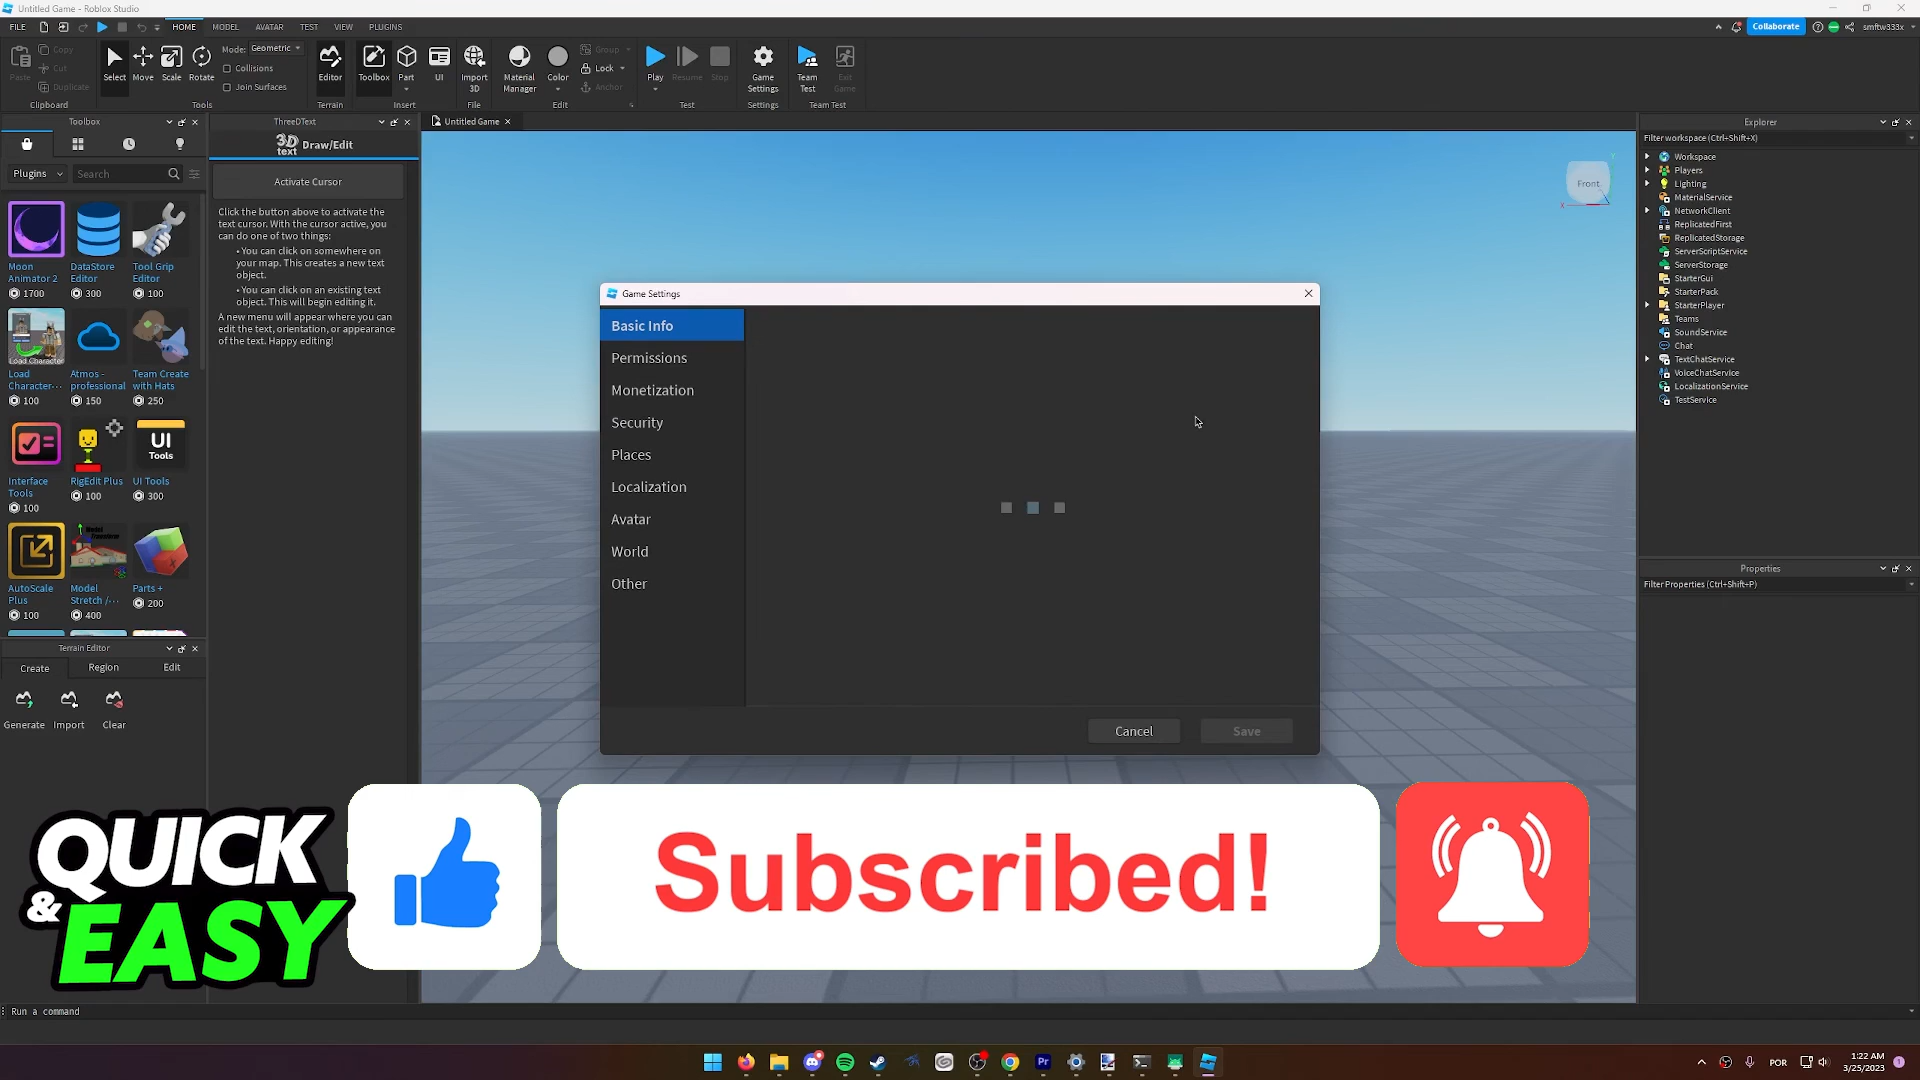 Untitled Game - Roblox Studio
FILE
HOME
MODEL
AVATAR
TEST
VIEW
PLUGINS
Collaborate
smftw333x
Paste
Copy
Cut
Duplicate
Clipboard
Select
Move
Scale
Rotate
Mode: Geometric
Collisions
Join Surfaces
Tools
Editor
Terrain
Toolbox
Part
UI
Insert
Import
3D
File
Material
Manager
Color
Group
Lock
Anchor
Edit
Play
Resume
Stop
Test
Game
Settings
Settings
Team
Test
Exit
Game
Team Test
Toolbox
Plugins
Search
Moon
Animator 2
1700
DataStore
Editor
300
Tool Grip
Editor
100
Load Character
Load
Character-··
100
Atmos -
professional
150
Team Create
with Hats
250
Interface
Tools
100
RigEdit Plus
100
UI
Tools
UI Tools
300
AutoScale
Plus
100
Model
Stretch /-··
400
Parts +
200
Terrain Editor
Create
Region
Edit
Generate
Import
Clear
ThreeDText
3D
text
Draw/Edit
Activate Cursor
Click the button above to activate the
text cursor. With the cursor active, you
can do one of two things:
• You can click on somewhere on
your map. This creates a new text
object.
• You can click on an existing text
object. This will begin editing it.
A new menu will appear where you can
edit the text, orientation, or appearance
of the text. Happy editing!
Untitled Game
Front
Y
X
Game Settings
Basic Info
Permissions
Monetization
Security
Places
Localization
Avatar
World
Other
Cancel
Save
Explorer
Filter workspace (Ctrl+Shift+X)
Workspace
Players
Lighting
MaterialService
NetworkClient
ReplicatedFirst
ReplicatedStorage
ServerScriptService
ServerStorage
StarterGui
StarterPack
StarterPlayer
Teams
SoundService
Chat
TextChatService
VoiceChatService
LocalizationService
TestService
Properties
Filter Properties (Ctrl+Shift+P)
QUICK
&
EASY
Subscribed!
Run a command
Pr
POR
1:22 AM
3/25/2023
1